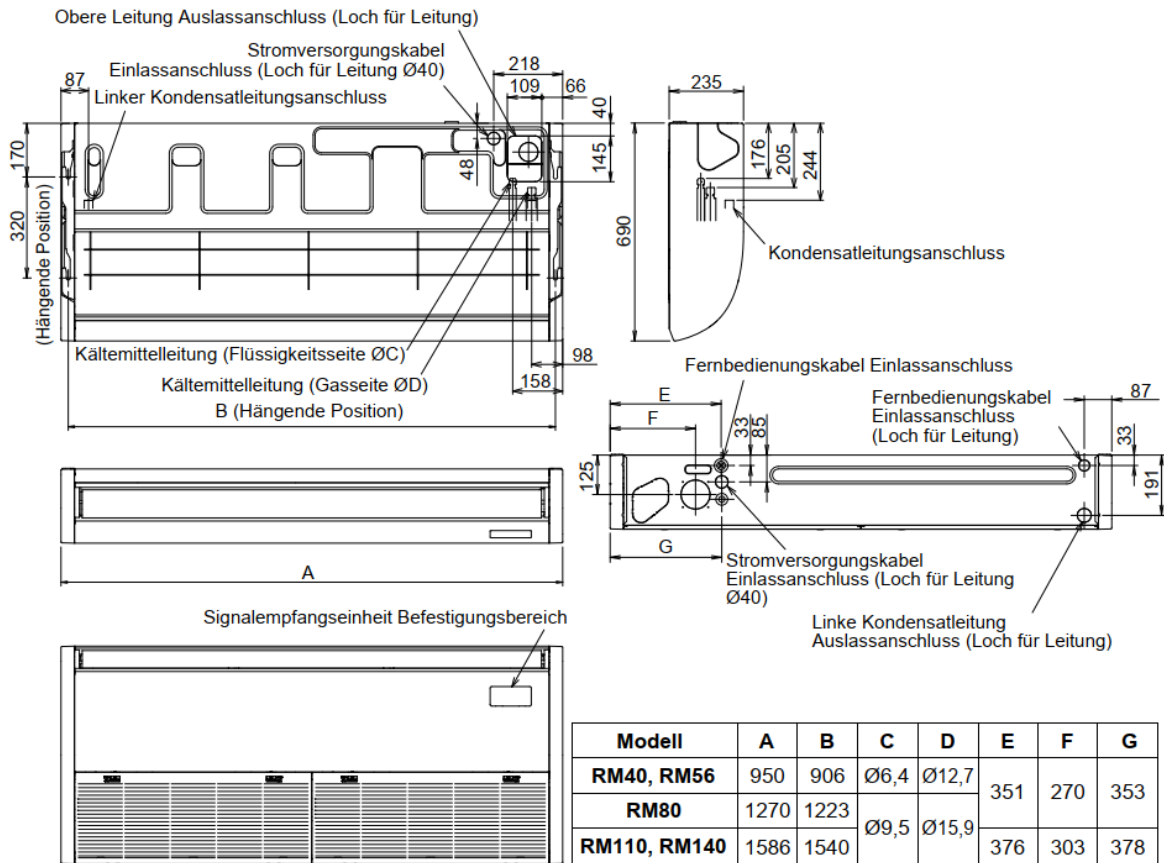 Obere Leitung Auslassanschluss (Loch für Leitung)
Stromversorgungskabel
Einlassanschluss (Loch für Leitung Ø40)
Linker Kondensatleitungsanschluss
87
218
109
66
40
48
145
170
320
(Hängende Position)
Kältemittelleitung (Flüssigkeitsseite ØC)
98
Kältemittelleitung (Gasseite ØD)
158
B (Hängende Position)
235
176
205
244
690
Kondensatleitungsanschluss
Fernbedienungskabel Einlassanschluss
E
F
33
85
Fernbedienungskabel
Einlassanschluss
(Loch für Leitung)
87
33
125
191
G
Stromversorgungskabel
Einlassanschluss (Loch für Leitung
Ø40)
Linke Kondensatleitung
Auslassanschluss (Loch für Leitung)
A
Signalempfangseinheit Befestigungsbereich
Modell A B C D E F G
RM40, RM56 950 906 Ø6,4 Ø12,7 351 270 353
RM80 1270 1223 Ø9,5 Ø15,9
RM110, RM140 1586 1540 376 303 378